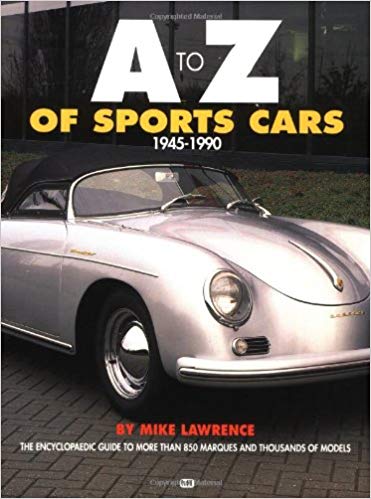 A TO Z
OF SPORTS CARS
1945-1990
BY MIKE LAWRENCE
THE ENCYCLOPAEDIC GUIDE TO MORE THAN 850 MARQUES AND THOUSANDS OF MODELS